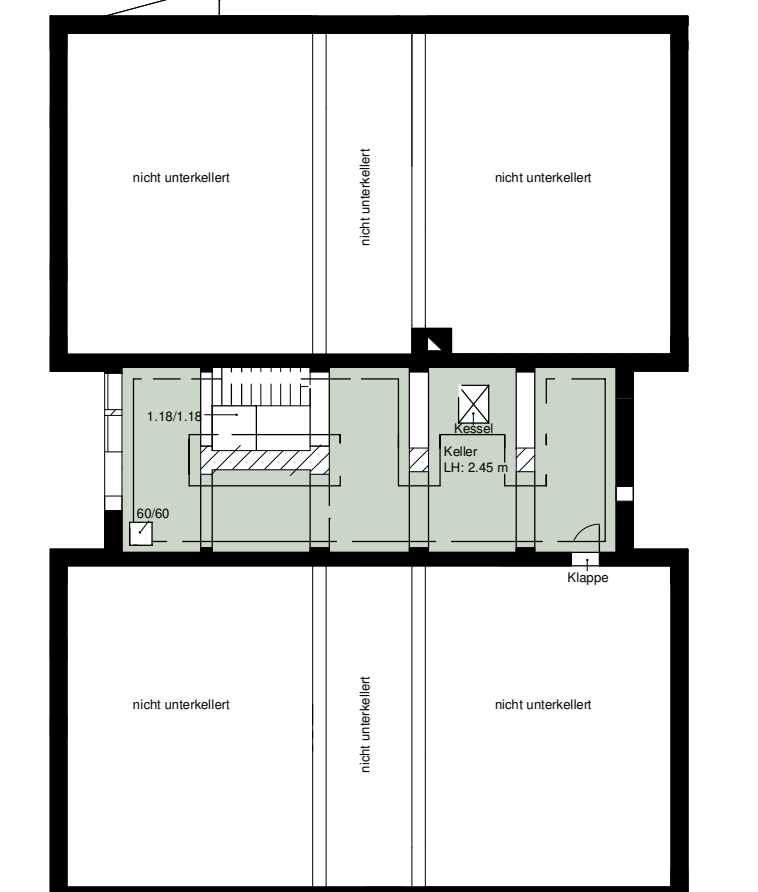 nicht unterkellert
nicht unterkellert
nicht unterkellert
1.18/1.18
Kessel
Keller
LH: 2.45 m
60/60
Klappe
nicht unterkellert
nicht unterkellert
nicht unterkellert